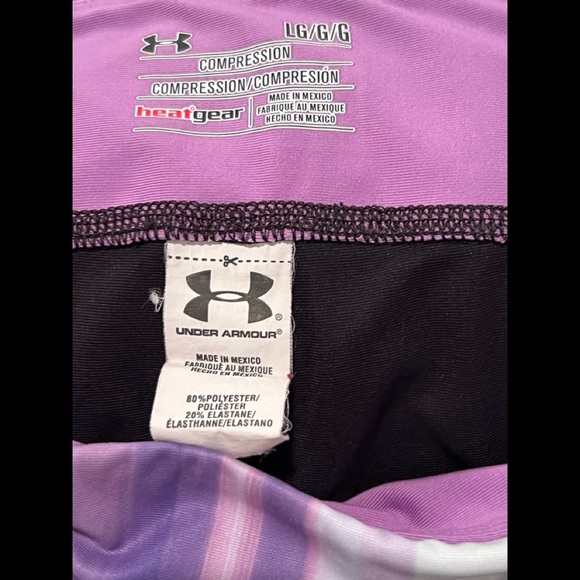 LG/G/G
COMPRESSION
COMPRESSION/COMPRESIÓN
heatgear
MADE IN MEXICO
FABRIQUÉ AU MEXIQUE
HECHO EN MEXICO
UNDER ARMOUR®
MADE IN MEXICO
FABRIQUÉ AU MEXIQUE
HECHO EN MEXICO
80%POLYESTER/
POLIÉSTER
20% ELASTANE/
ÉLASTHANNE/ELASTANO